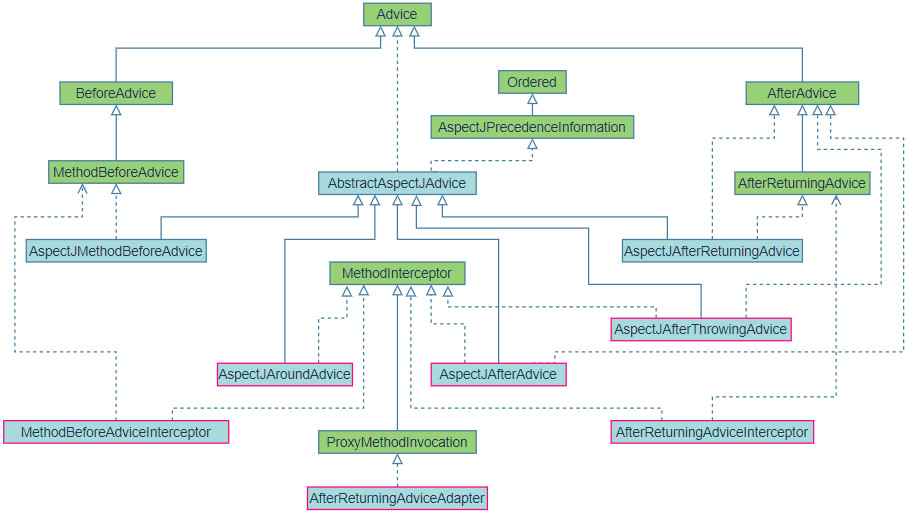 Advice
Ordered
BeforeAdvice
AfterAdvice
AspectJPrecedenceInformation
MethodBeforeAdvice
AbstractAspectJAdvice
AfterReturningAdvice
AspectJMethodBeforeAdvice
AspectJAfterReturningAdvice
MethodInterceptor
AspectJAfterThrowingAdvice
AspectJAroundAdvice
AspectJAfterAdvice
MethodBeforeAdviceInterceptor
AfterReturningAdviceInterceptor
ProxyMethodInvocation
AfterReturningAdviceAdapter